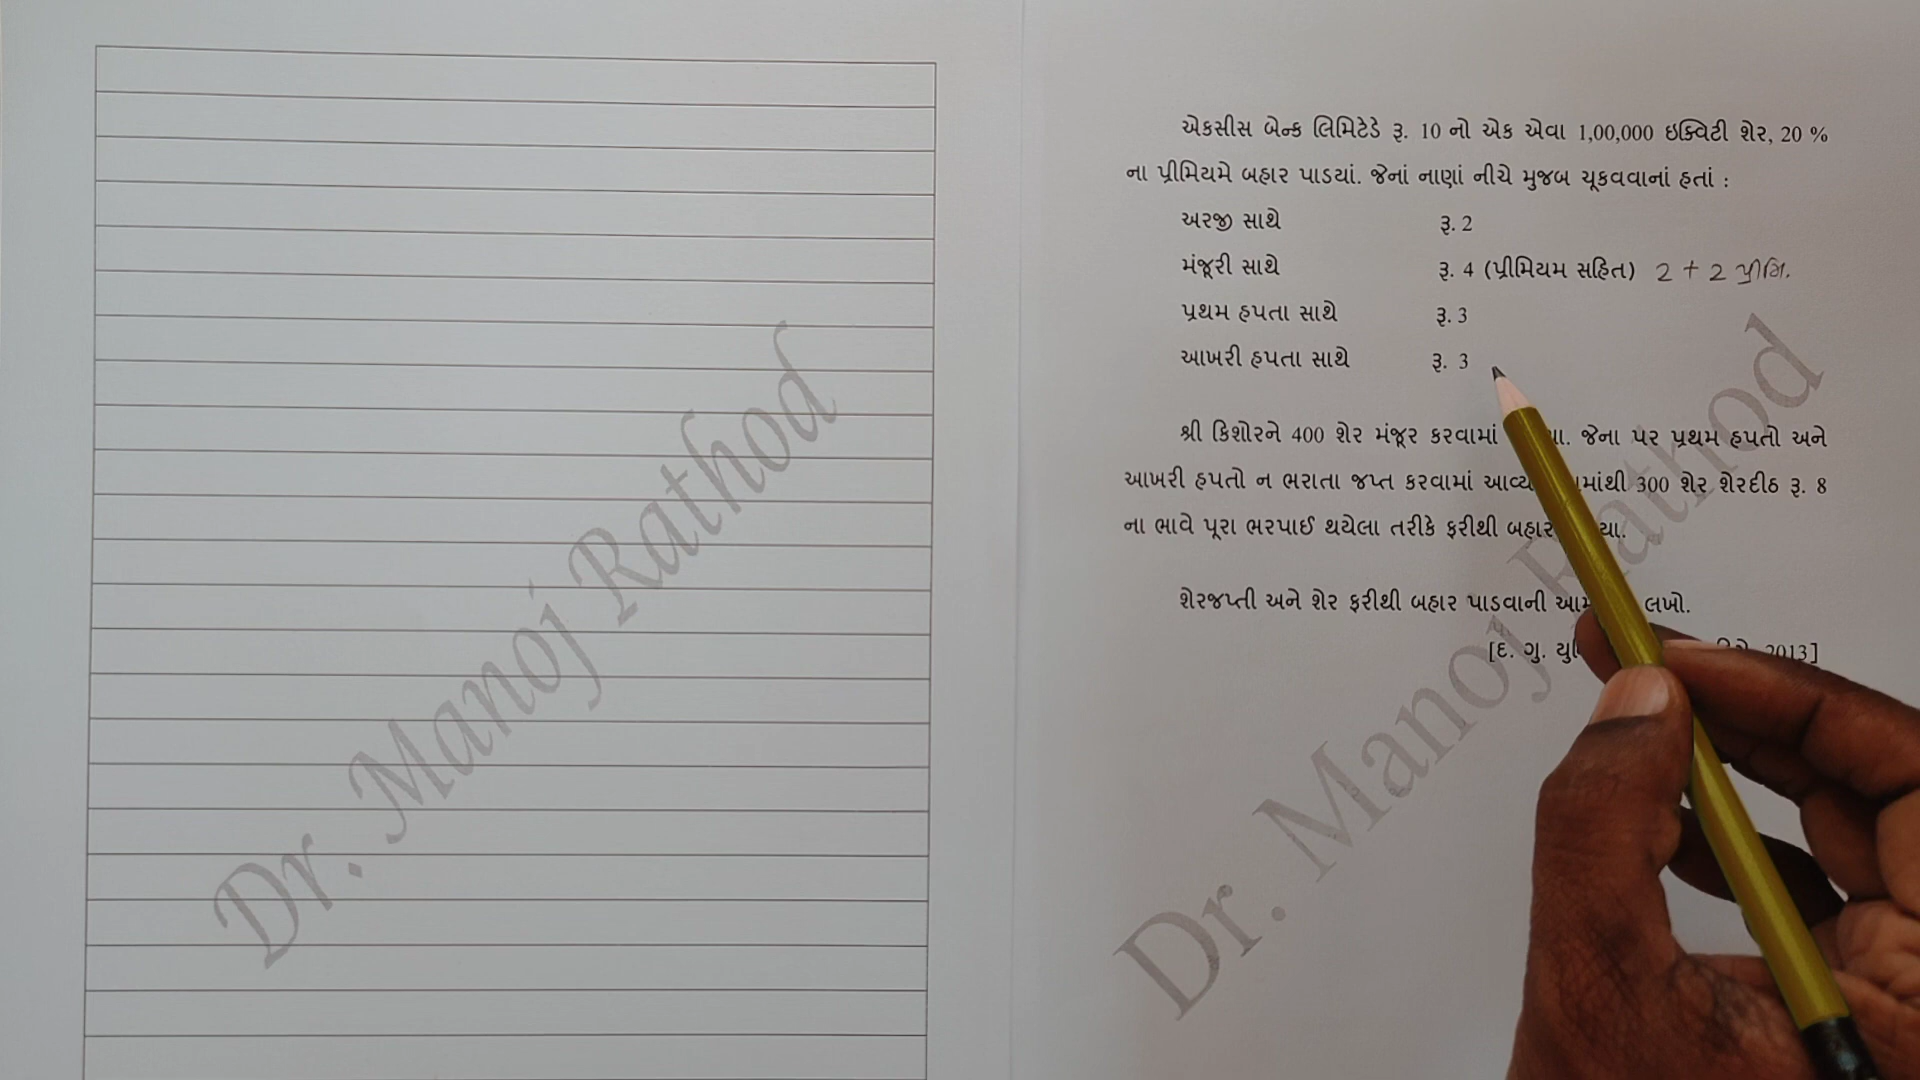 Dr. Manoj Rathod
એક્સીસ બેન્ક લિમિટેડે રૂ. 10 નો એક એવા 1,00,000 ઇક્વિટી શેર, 20 %
ના પ્રીમિયમે બહાર પાડયાં. જેનાં નાણાં નીચે મુજબ ચૂકવવાનાં હતાં :
અરજી સાથે રૂ. 2
મંજૂરી સાથે રૂ. 4 (પ્રીમિયમ સહિત) 2 + 2 પ્રીમિ.
પ્રથમ હપતા સાથે રૂ. 3
આખરી હપતા સાથે રૂ. 3
શ્રી કિશોરને 400 શેર મંજૂર કરવામાં જેના પર પ્રથમ હપતો અને
આખરી હપતો ન ભરાતા જપ્ત કરવામાં 300 શેર શેરદીઠ રૂ. 8
ના ભાવે પૂરા ભરપાઈ થયેલા તરીકે ફરીથી બહાર
શેરજપ્તી અને શેર ફરીથી બહાર પાડવાની લખો.
[દ. ગુ. 2013]
Dr. Manoj Rathod